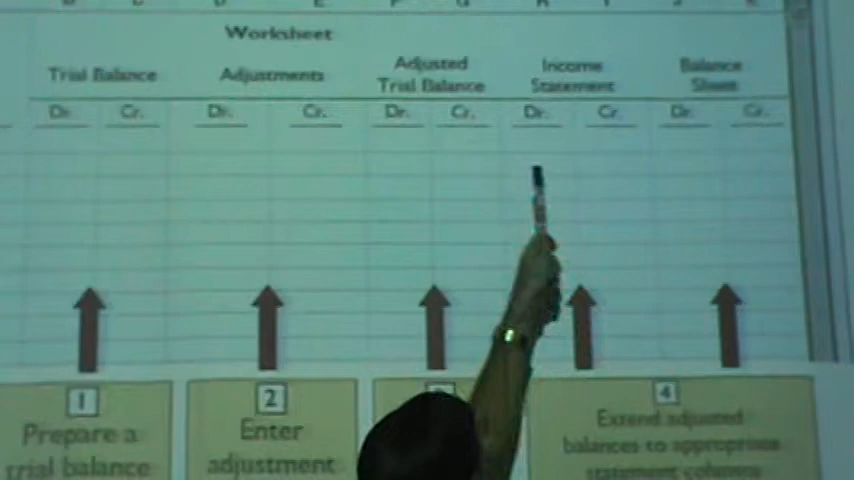 Worksheet
Trial Balance
Adjustments
Adjusted
Trial Balance
Income
Statement
Balance
Sheet
Dr. Cr. Dr. Cr. Dr. Cr. Dr. Cr. Dr. Cr.
1
Prepare a
trial balance
2
Enter
adjustment
4
Extend adjusted
balances to appropriate
statement columns